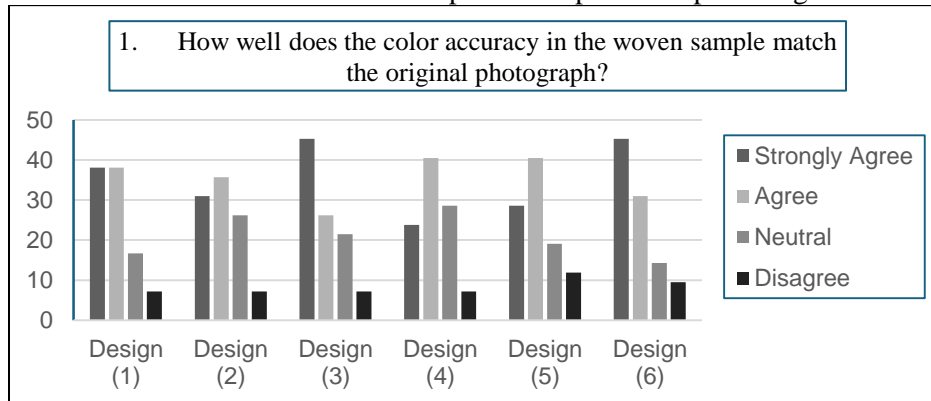 1. How well does the color accuracy in the woven sample match
the original photograph?
50
40
30
20
10
0
Design
(1)
Design
(2)
Design
(3)
Design
(4)
Design
(5)
Design
(6)
Strongly Agree
Agree
Neutral
Disagree